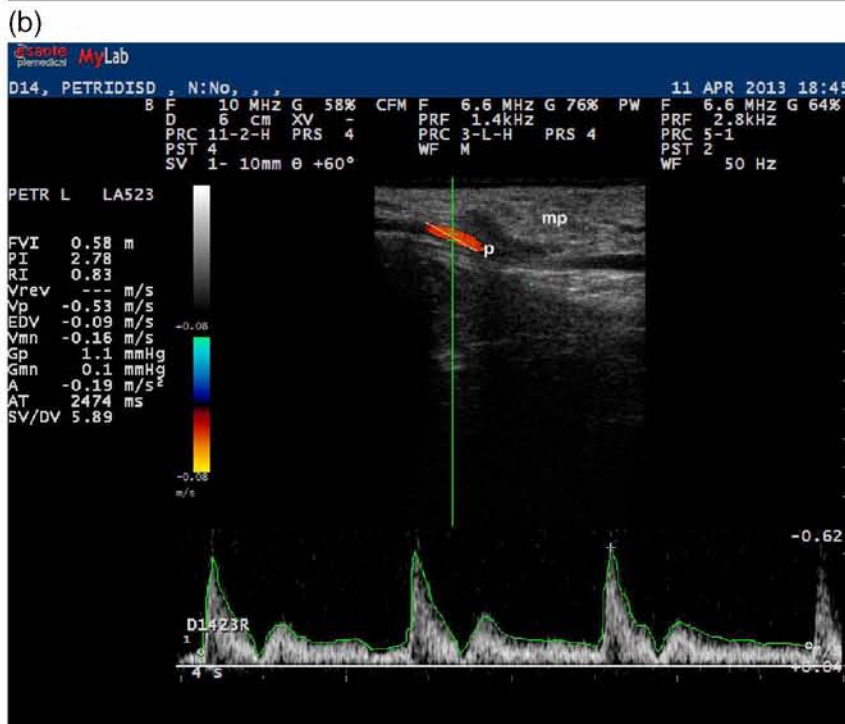 (b)
esaote MyLab
piemedical
D14, PETRIDISD , N:No, , , 11 APR 2013 18:45
B F 10 MHz G 58% CFM F 6.6 MHz G 76% PW F 6.6 MHz G 64%
D 6 cm XV - PRF 1.4kHz PRF 2.8kHz
PRC 11-2-H PRS 4 PRC 3-L-H PRS 4 PRC 5-1
PST 4 WF M PST 2
SV 1- 10mm θ +60° WF 50 Hz
PETR L LA523
mp
p
FVI 0.58 m
PI 2.78
RI 0.83
Vrev --- m/s
Vp -0.53 m/s
EDV -0.09 m/s
Vmn -0.16 m/s
Gp 1.1 mmHg
Gmn 0.1 mmHg
A -0.19 m/s²
AT 2474 ms
SV/DV 5.89
-0.08
-0.08
m/s
-0.62
D1423R
1
+0.04
4 s